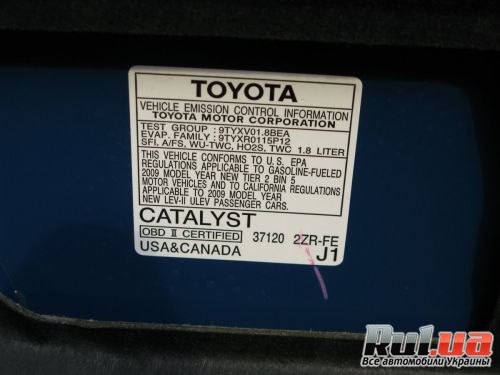 TOYOTA
VEHICLE EMISSION CONTROL INFORMATION
TOYOTA MOTOR CORPORATION
TEST GROUP : 9TYXV01.8BEA
EVAP. FAMILY : 9TYXR0115P12
SFI, A/FS, WU-TWC, HO2S, TWC 1.8 LITER
THIS VEHICLE CONFORMS TO U.S. EPA
REGULATIONS APPLICABLE TO GASOLINE-FUELED
2009 MODEL YEAR NEW TIER 2 BIN 5
MOTOR VEHICLES AND TO CALIFORNIA REGULATIONS
APPLICABLE TO 2009 MODEL YEAR
NEW LEV-II ULEV PASSENGER CARS.
CATALYST
OBD II CERTIFIED 37120 2ZR-FE
USA&CANADA J1
RU1.ua
Все автомобили Украины